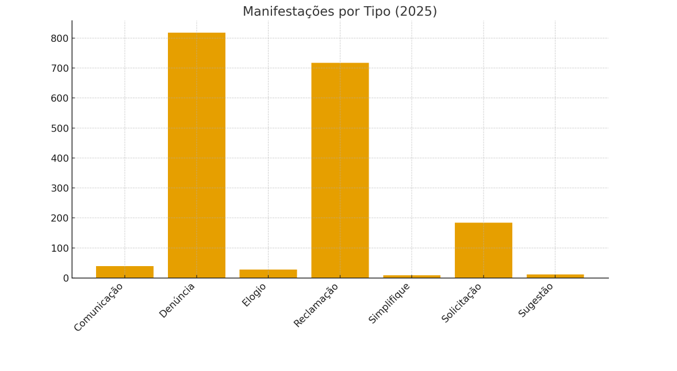 Manifestações por Tipo (2025)
800
700
600
500
400
300
200
100
0
Comunicação
Denúncia
Elogio
Reclamação
Simplifique
Solicitação
Sugestão